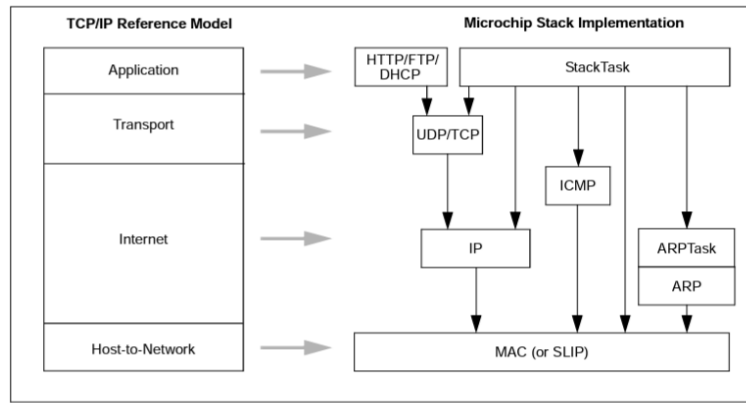 TCP/IP Reference Model
Microchip Stack Implementation
Application
HTTP/FTP/
DHCP
StackTask
Transport
UDP/TCP
ICMP
Internet
IP
ARPTask
ARP
Host-to-Network
MAC (or SLIP)